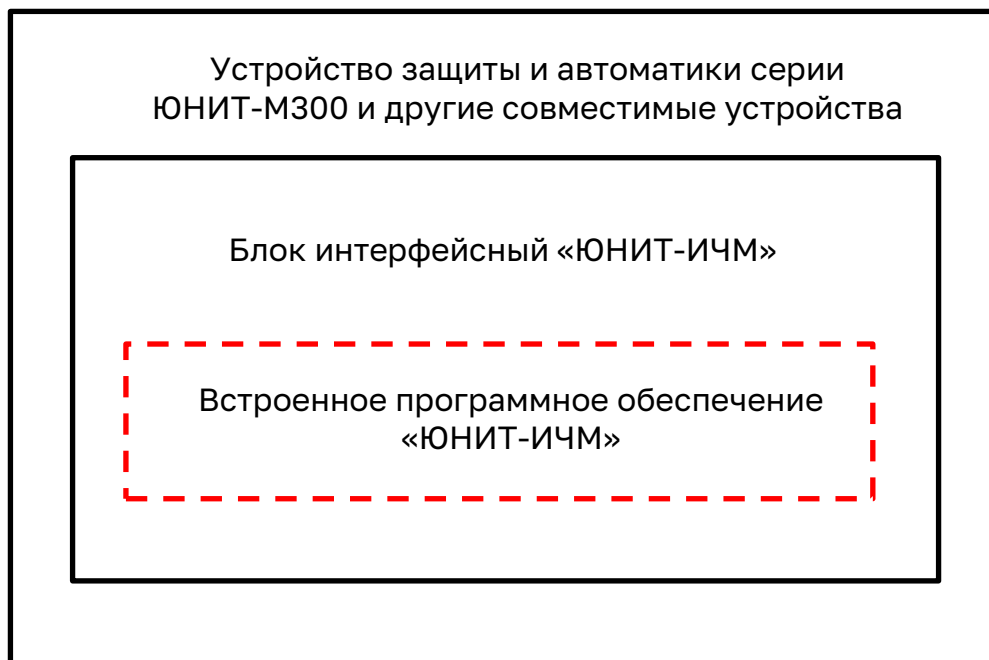 Устройство защиты и автоматики серии
ЮНИТ-М300 и другие совместимые устройства
Блок интерфейсный «ЮНИТ-ИЧМ»
Встроенное программное обеспечение
«ЮНИТ-ИЧМ»